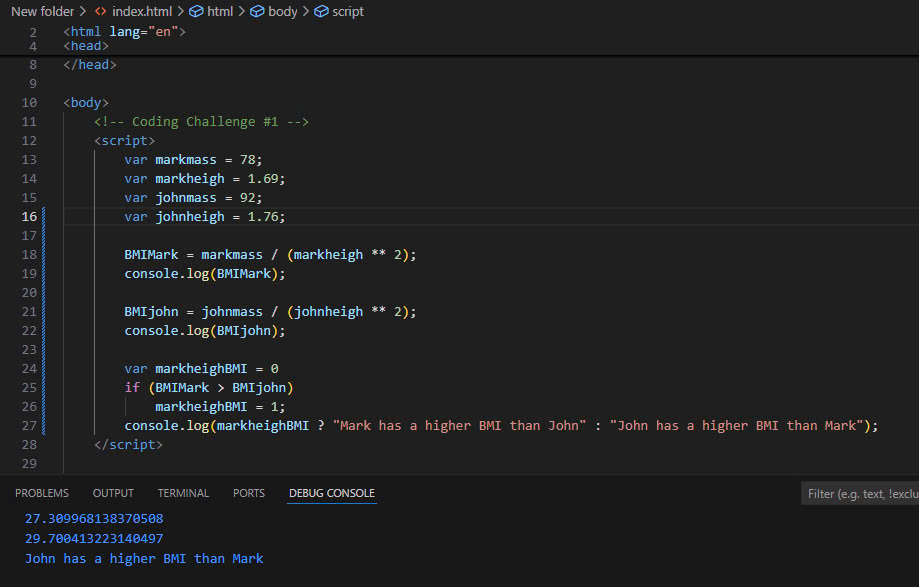 New folder > <> index.html > html > body > script
2 <html lang="en">
4 <head>
8 </head>
9
10 <body>
11 <!-- Coding Challenge #1 -->
12 <script>
13 var markmass = 78;
14 var markheigh = 1.69;
15 var johnmass = 92;
16 var johnheigh = 1.76;
17
18 BMIMark = markmass / (markheigh ** 2);
19 console.log(BMIMark);
20
21 BMIjohn = johnmass / (johnheigh ** 2);
22 console.log(BMIjohn);
23
24 var markheighBMI = 0
25 if (BMIMark > BMIjohn)
26 markheighBMI = 1;
27 console.log(markheighBMI ? "Mark has a higher BMI than John" : "John has a higher BMI than Mark");
28 </script>
29
PROBLEMS OUTPUT TERMINAL PORTS DEBUG CONSOLE Filter (e.g. text, !exclu
27.309968138370508
29.700413223140497
John has a higher BMI than Mark